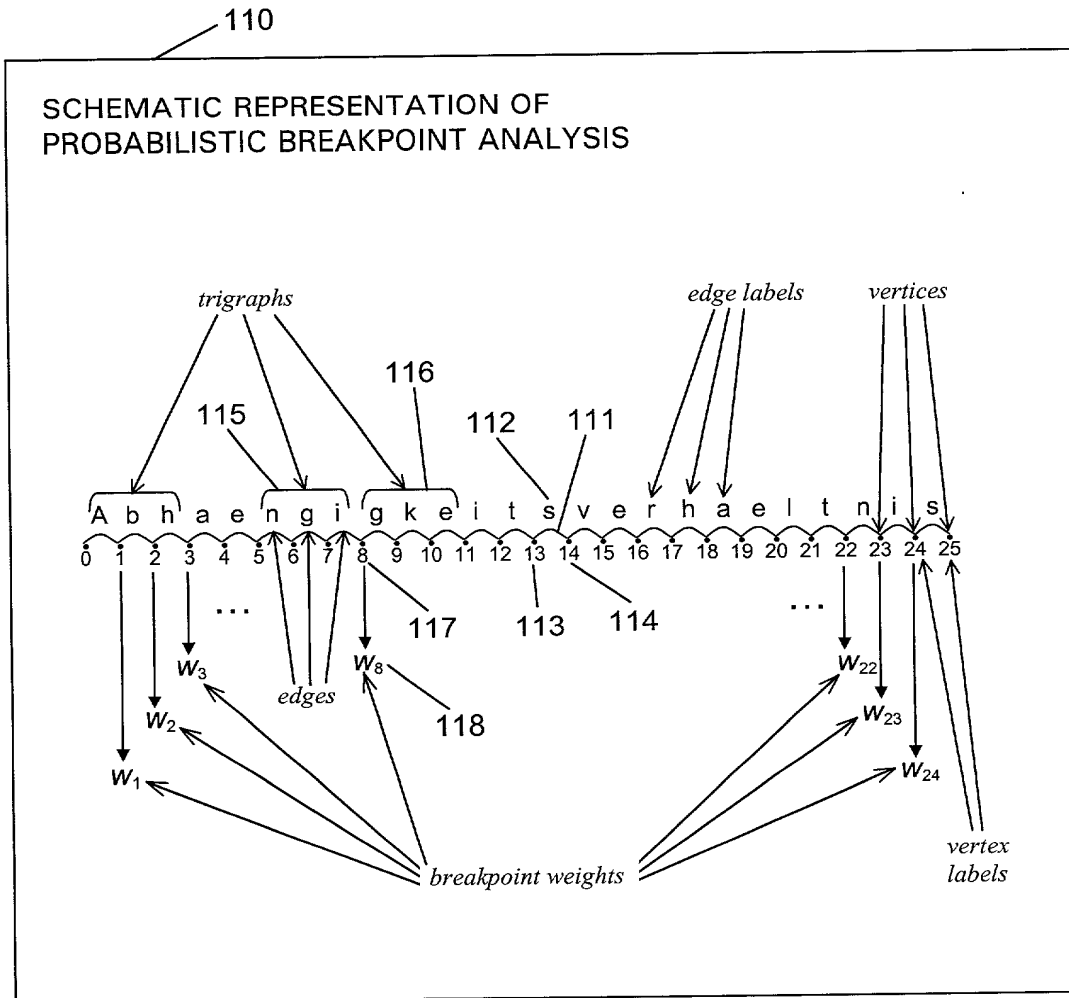 110
SCHEMATIC REPRESENTATION OF
PROBABILISTIC BREAKPOINT ANALYSIS
trigraphs edge labels vertices
116
115 112 111
A b h a e n g i g k e i t s v e r h a e l t n i s
0 1 2 3 4 5 6 7 8 9 10 11 12 13 14 15 16 17 18 19 20 21 22 23 24 25
... 117 113 114 ...
w3 edges w8 118 w22
w2 w23
w1 w24
breakpoint weights vertex
labels